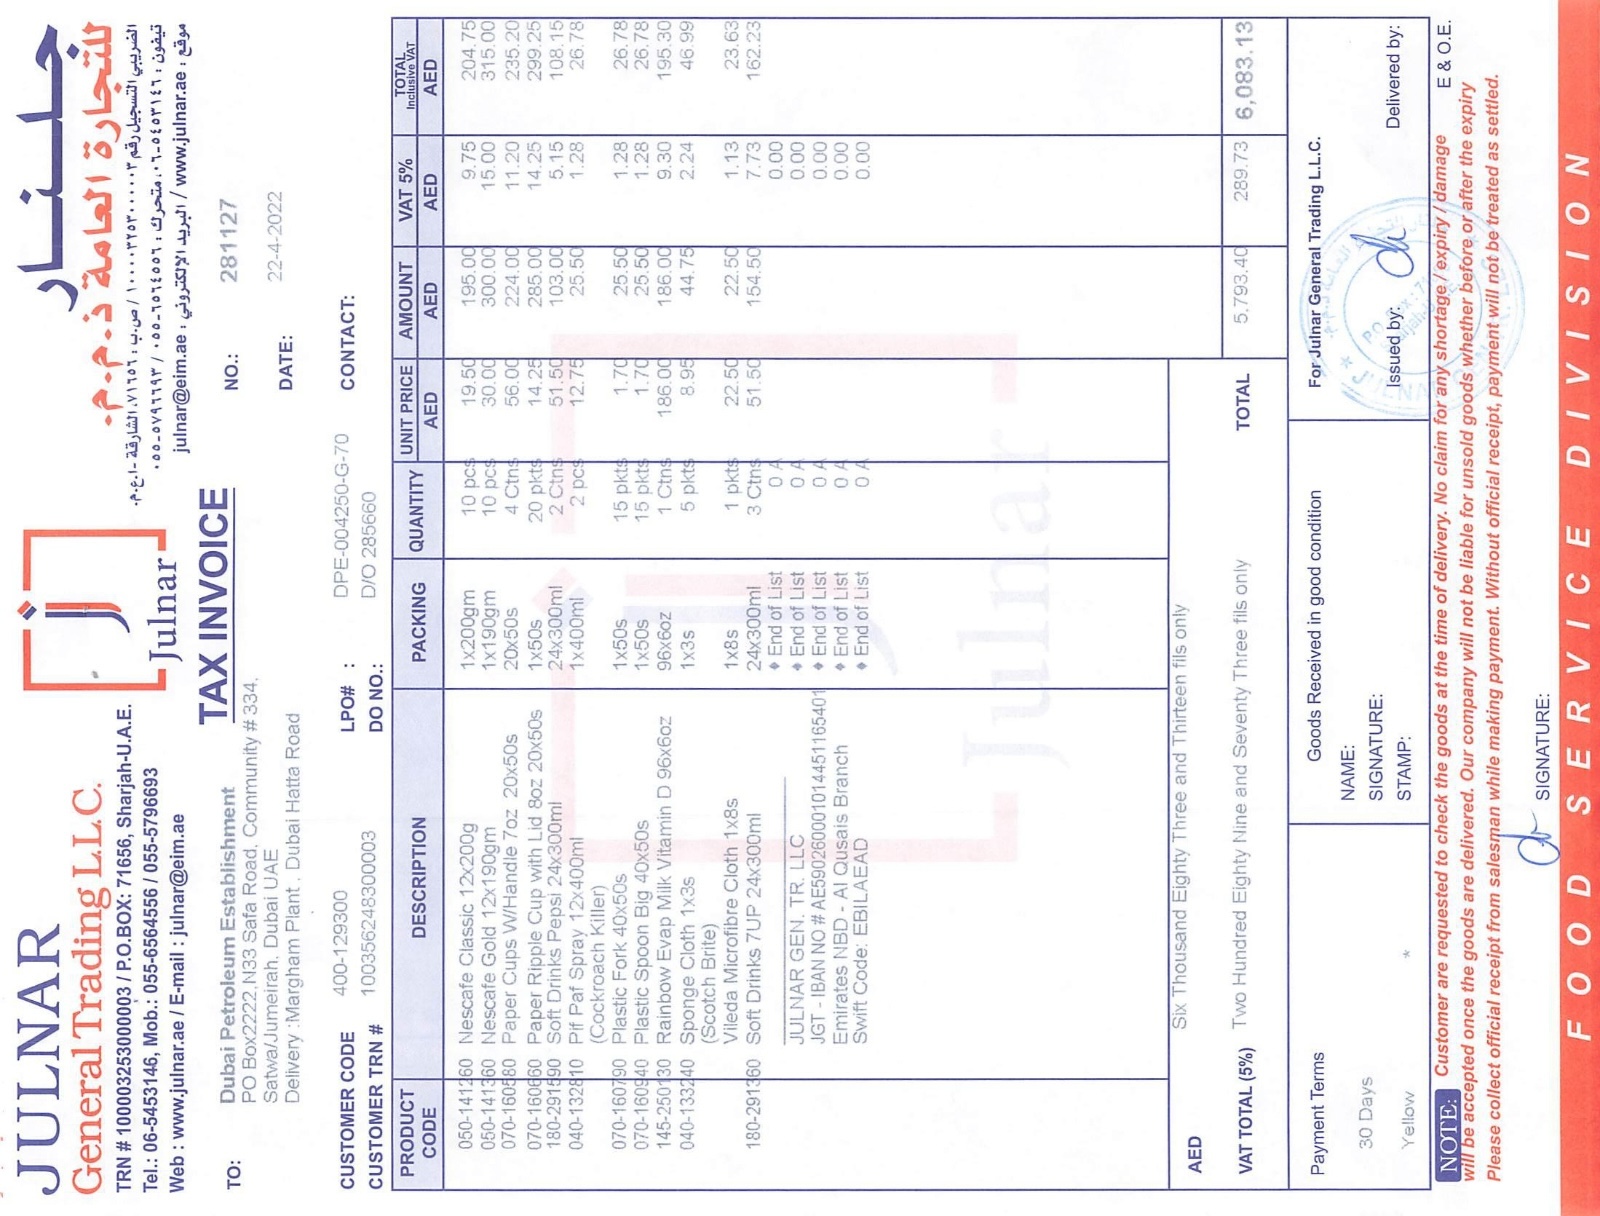 JULNAR
General Trading L.L.C.
TRN # 100032530000003 / P.O.BOX: 71656, Sharjah-U.A.E.
Tel.: 06-5453146, Mob.: 055-6564556 / 055-5796693
Web : www.julnar.ae / E-mail : julnar@eim.ae
Julnar
جلنار
للتجارة العامة ذ.م.م.
julnar@eim.ae : موقع : www.julnar.ae / البريد الإلكتروني
TAX INVOICE
TO: Dubai Petroleum Establishment
PO Box2222,N33 Safa Road, Community # 334,
Satwa/Jumeirah, Dubai UAE
Delivery :Margham Plant , Dubai Hatta Road
NO.: 281127
DATE: 22-4-2022
CUSTOMER CODE 400-129300 LPO# : DPE-004250-G-70 CONTACT:
CUSTOMER TRN # 100356248300003 DO NO.: D/O 285660
PRODUCT CODE DESCRIPTION PACKING QUANTITY UNIT PRICE AED AMOUNT AED VAT 5% AED TOTAL Inclusive VAT AED
050-141260 Nescafe Classic 12x200g 1x200gm 10 pcs 19.50 195.00 9.75 204.75
050-141360 Nescafe Gold 12x190gm 1x190gm 10 pcs 30.00 300.00 15.00 315.00
070-160580 Paper Cups W/Handle 7oz 20x50s 20x50s 4 Ctns 56.00 224.00 11.20 235.20
070-160660 Paper Ripple Cup with Lid 8oz 20x50s 1x50s 20 pkts 14.25 285.00 14.25 299.25
180-291590 Soft Drinks Pepsi 24x300ml 24x300ml 2 Ctns 51.50 103.00 5.15 108.15
040-132810 Pif Paf Spray 12x400ml 1x400ml 2 pcs 12.75 25.50 1.28 26.78
(Cockroach Killer)
070-160790 Plastic Fork 40x50s 1x50s 15 pkts 1.70 25.50 1.28 26.78
070-160940 Plastic Spoon Big 40x50s 1x50s 15 pkts 1.70 25.50 1.28 26.78
145-250130 Rainbow Evap Milk Vitamin D 96x6oz 96x6oz 1 Ctns 186.00 186.00 9.30 195.30
040-133240 Sponge Cloth 1x3s 1x3s 5 pkts 8.95 44.75 2.24 46.99
(Scotch Brite)
Vileda Microfibre Cloth 1x8s 1x8s 1 pkts 22.50 22.50 1.13 23.63
180-291360 Soft Drinks 7UP 24x300ml 24x300ml 3 Ctns 51.50 154.50 7.73 162.23
♦ End of List 0 A 0.00
JULNAR GEN. TR. LLC ♦ End of List 0 A 0.00
JGT - IBAN NO # AE590260001014451165401 ♦ End of List 0 A 0.00
Emirates NBD - Al Qusais Branch ♦ End of List 0 A 0.00
Swift Code: EBILAEAD ♦ End of List 0 A 0.00
Julnar
AED Six Thousand Eighty Three and Thirteen fils only
VAT TOTAL (5%) Two Hundred Eighty Nine and Seventy Three fils only TOTAL 5,793.40 289.73 6,083.13
Payment Terms
30 Days
Yellow *
Goods Received in good condition
NAME:
SIGNATURE:
STAMP:
For Julnar General Trading L.L.C.
Issued by: Delivered by:
NOTE: Customer are requested to check the goods at the time of delivery. No claim for any shortage / expiry / damage E & O.E.
will be accepted once the goods are delivered. Our company will not be liable for unsold goods whether before or after the expiry
Please collect official receipt from salesman while making payment. Without official receipt, payment will not be treated as settled.
SIGNATURE:
FOOD SERVICE DIVISION